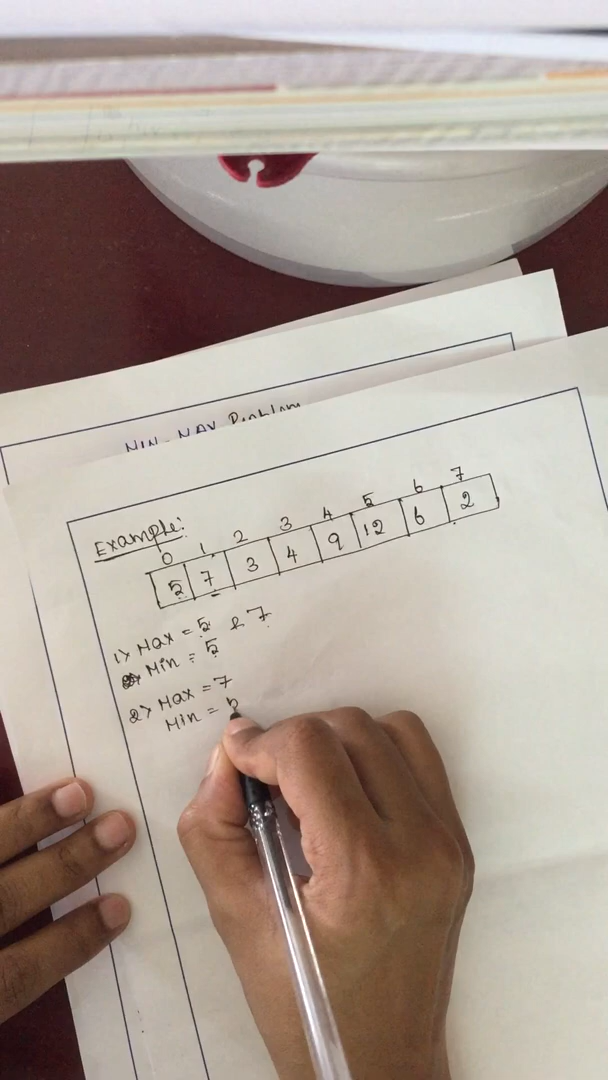 MIN - MAX Problem
Example:
0 1 2 3 4 5 6 7
5 7 3 4 9 12 6 2
1> Max = 5 & 7
Min = 5
2> Max = 7
Min = 5